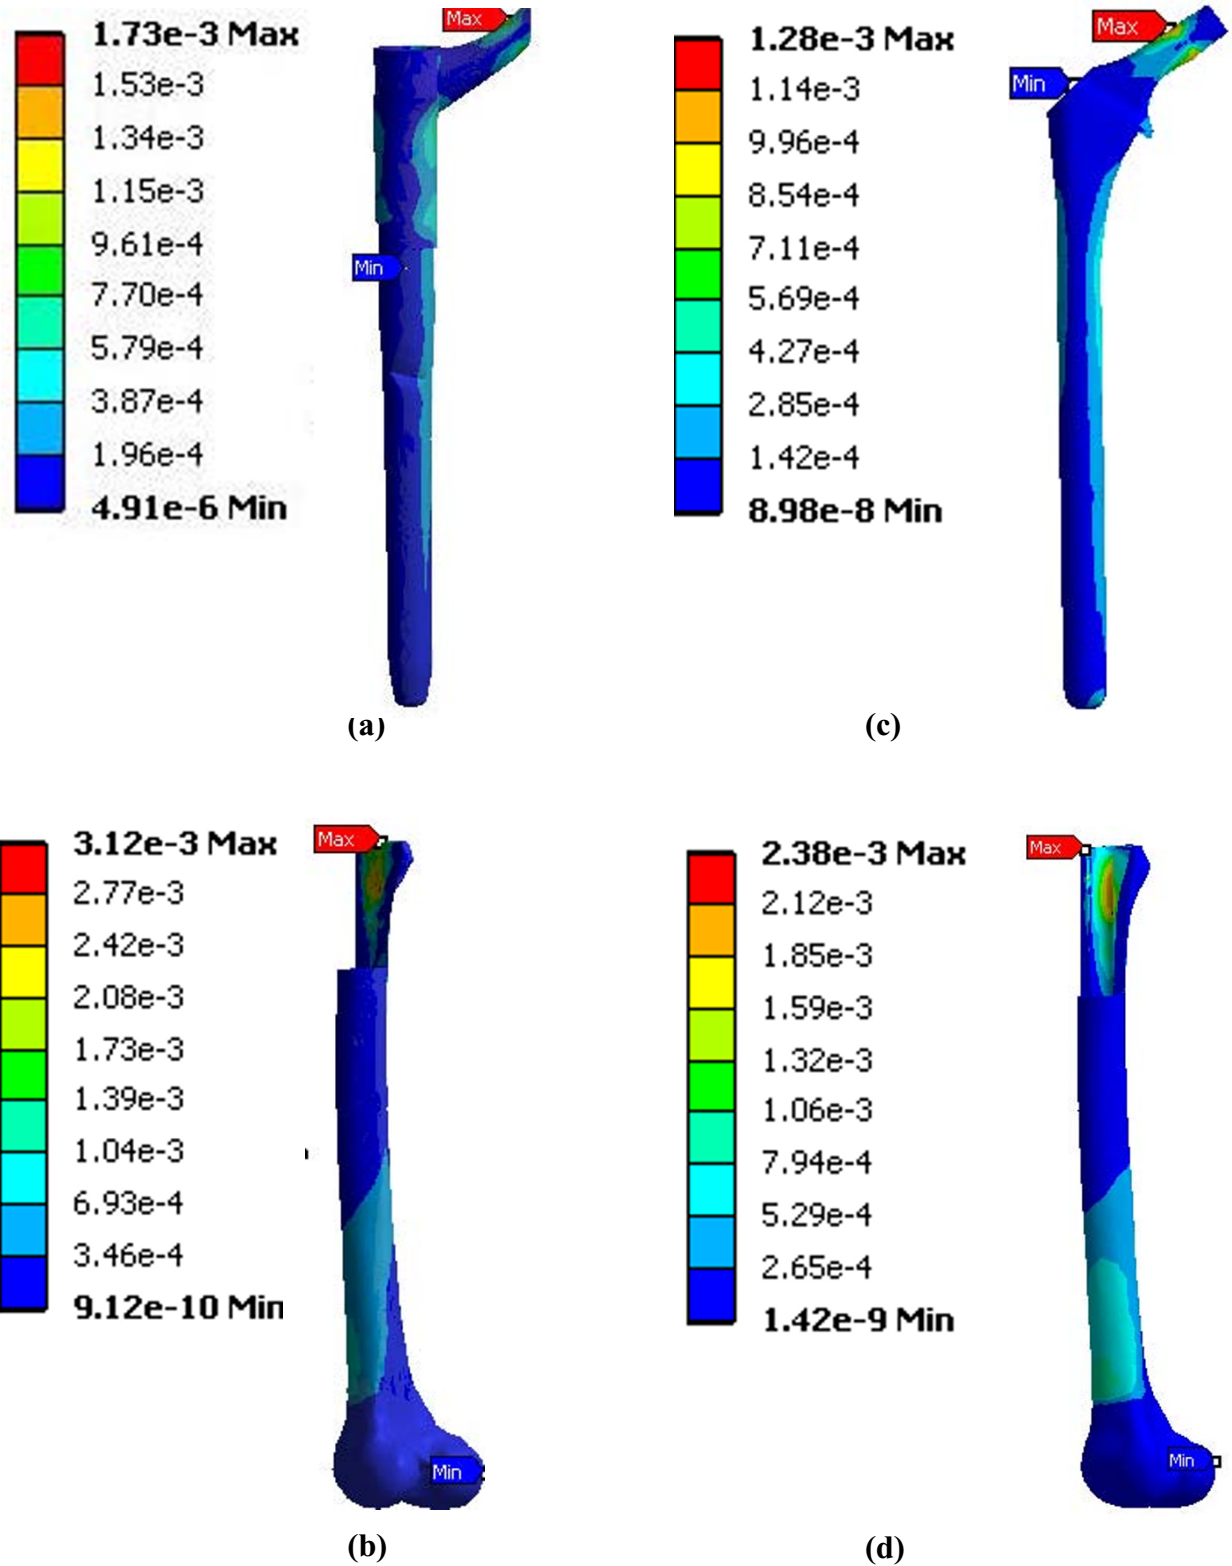 Max
1.73e-3 Max
1.53e-3
1.34e-3
1.15e-3
9.61e-4
7.70e-4
5.79e-4
3.87e-4
1.96e-4
4.91e-6 Min
Min
(a)
Max
Min
1.28e-3 Max
1.14e-3
9.96e-4
8.54e-4
7.11e-4
5.69e-4
4.27e-4
2.85e-4
1.42e-4
8.98e-8 Min
(c)
3.12e-3 Max
2.77e-3
2.42e-3
2.08e-3
1.73e-3
1.39e-3
1.04e-3
6.93e-4
3.46e-4
9.12e-10 Min
Max
Min
(b)
2.38e-3 Max
2.12e-3
1.85e-3
1.59e-3
1.32e-3
1.06e-3
7.94e-4
5.29e-4
2.65e-4
1.42e-9 Min
Max
Min
(d)